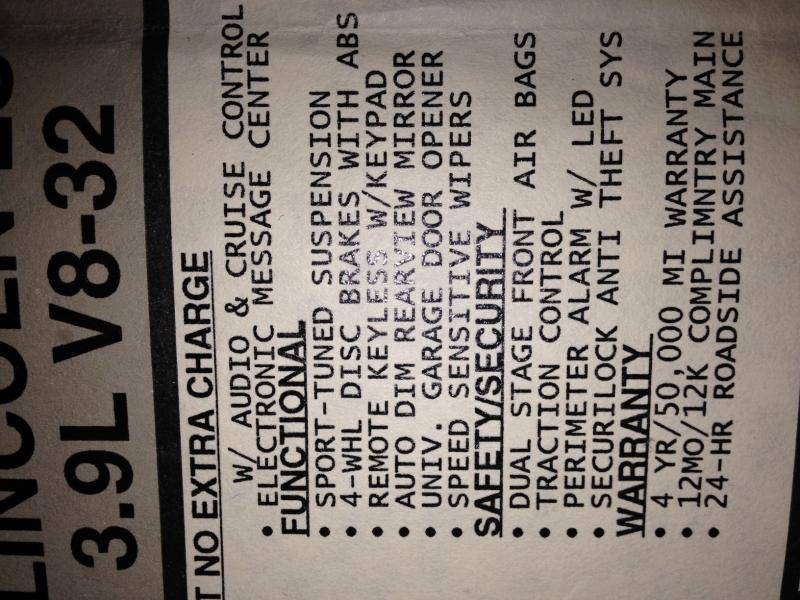 LINCOLN LS
3.9L V8-32
T NO EXTRA CHARGE
W/ AUDIO & CRUISE CONTROL
• ELECTRONIC MESSAGE CENTER
FUNCTIONAL
• SPORT-TUNED SUSPENSION
• 4-WHL DISC BRAKES WITH ABS
• REMOTE KEYLESS W/KEYPAD
• AUTO DIM REARVIEW MIRROR
• UNIV. GARAGE DOOR OPENER
• SPEED SENSITIVE WIPERS
SAFETY/SECURITY
• DUAL STAGE FRONT AIR BAGS
• TRACTION CONTROL
• PERIMETER ALARM W/ LED
• SECURILOCK ANTI THEFT SYS
WARRANTY
• 4 YR/50,000 MI WARRANTY
• 12MO/12K COMPLIMNTRY MAIN
• 24-HR ROADSIDE ASSISTANCE